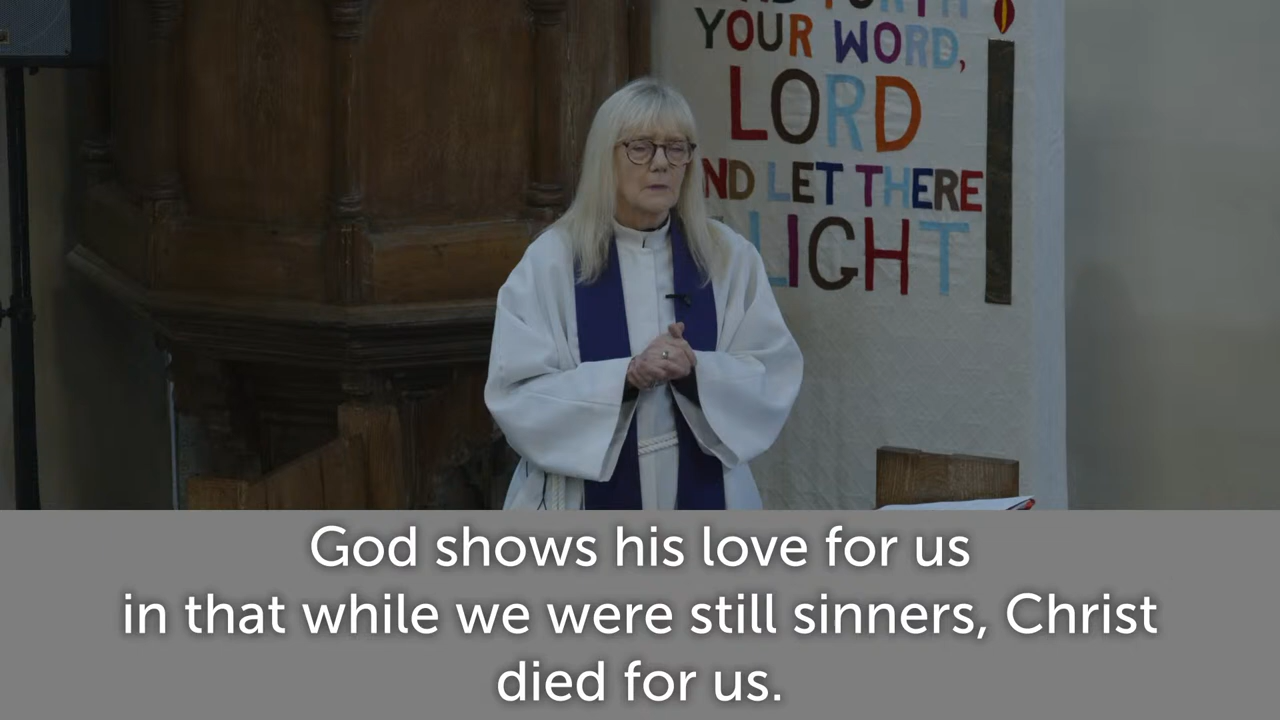 YOUR WORD,
LORD
ND LET THERE
LIGHT
God shows his love for us
in that while we were still sinners, Christ
died for us.